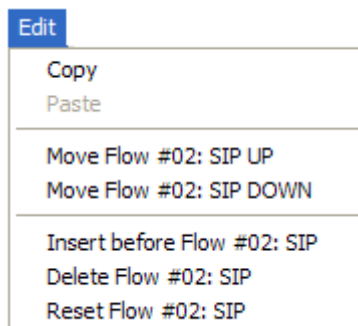 Edit
Copy
Paste
Move Flow #02: SIP UP
Move Flow #02: SIP DOWN
Insert before Flow #02: SIP
Delete Flow #02: SIP
Reset Flow #02: SIP